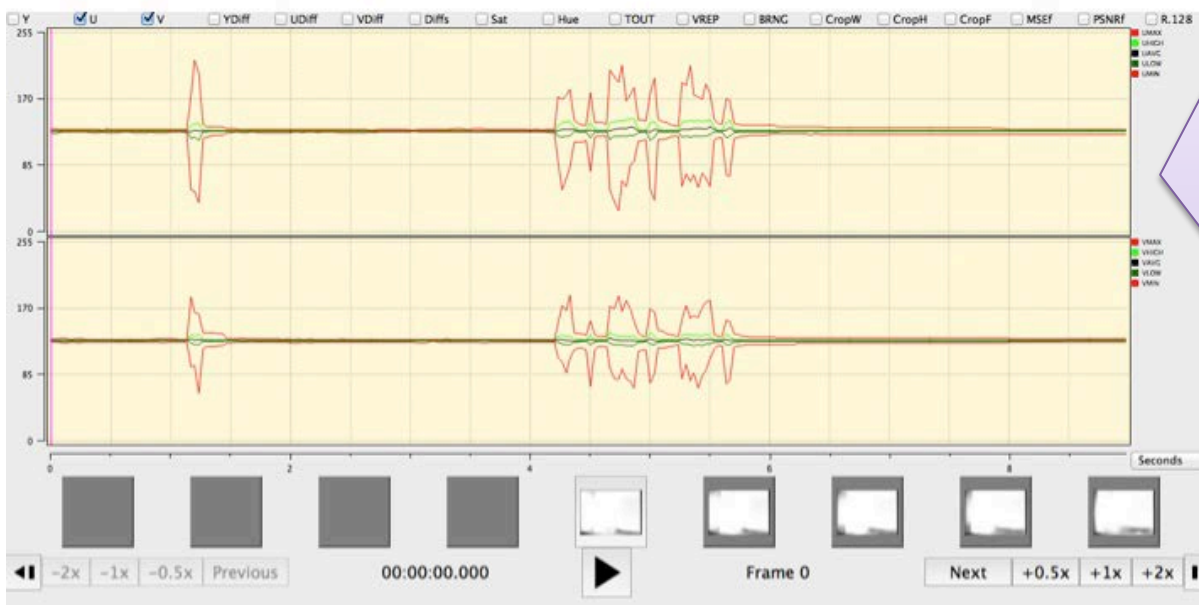 Y U V YDiff UDiff VDiff Diffs Sat Hue TOUT VREP BRNG CropW CropH CropF MSEf PSNRf R.128
255
170
85
0
UMAX
UHIGH
UAVG
ULOW
UMIN
255
170
85
0
VMAX
VHIGH
VAVG
VLOW
VMIN
0 2 4 6 8
Seconds
-2x -1x -0.5x Previous 00:00:00.000 Frame 0 Next +0.5x +1x +2x